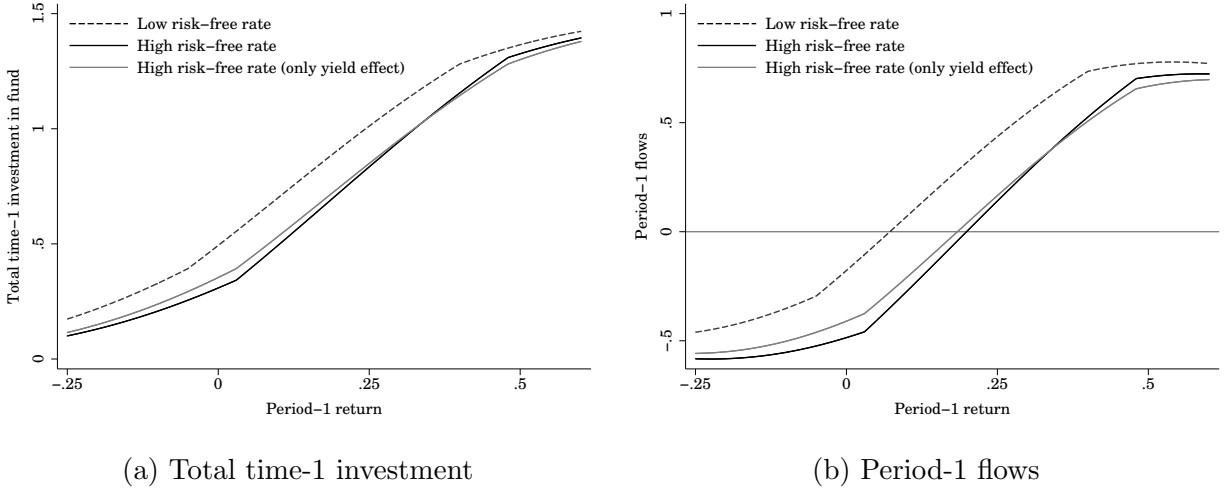 Low risk−free rate
High risk−free rate
High risk−free rate (only yield effect)
Total time−1 investment in fund
0
.5
1
1.5
−.25
0
.25
.5
Period−1 return
(a) Total time-1 investment
Low risk−free rate
High risk−free rate
High risk−free rate (only yield effect)
Period−1 flows
−.5
0
.5
1
−.25
0
.25
.5
Period−1 return
(b) Period-1 flows